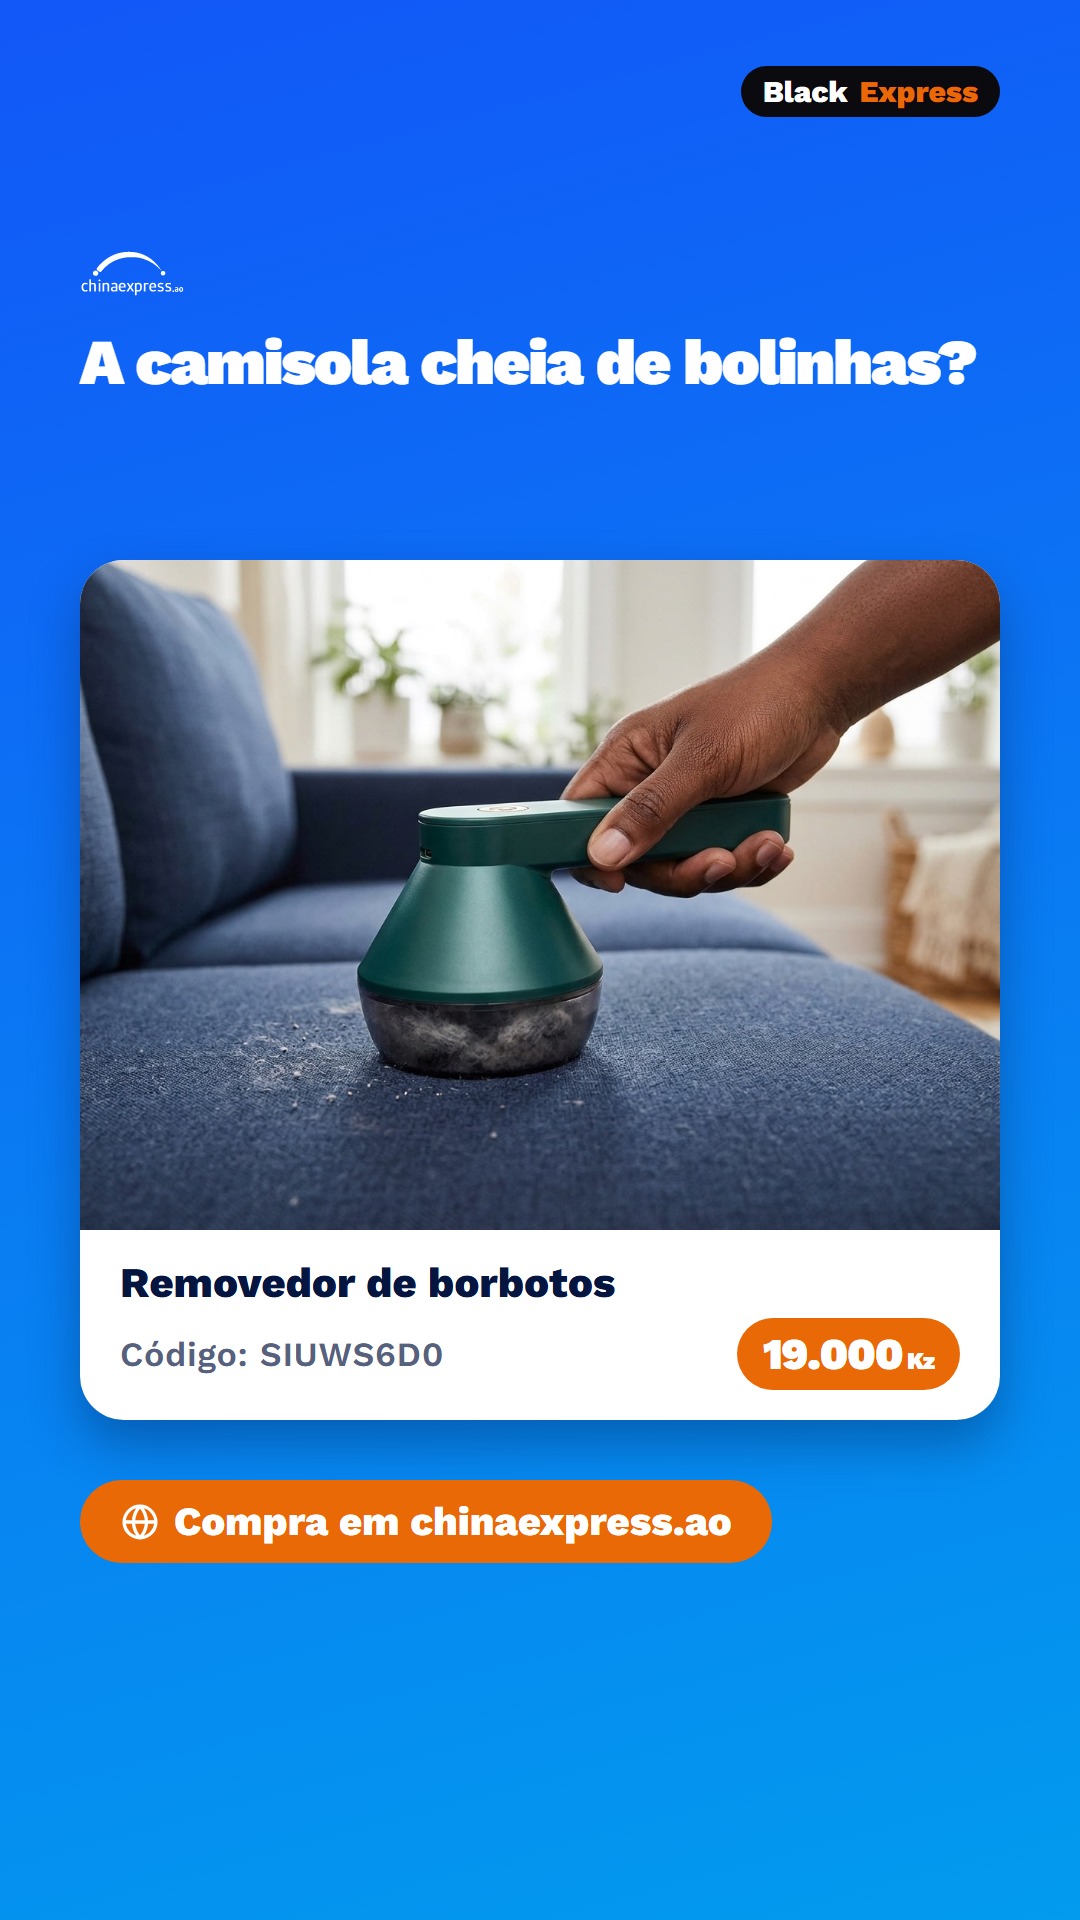 Black Express
chinaexpress.ao
A camisola cheia de bolinhas?
Removedor de borbotos
Código: SIUWS6D0
19.000 Kz
Compra em chinaexpress.ao